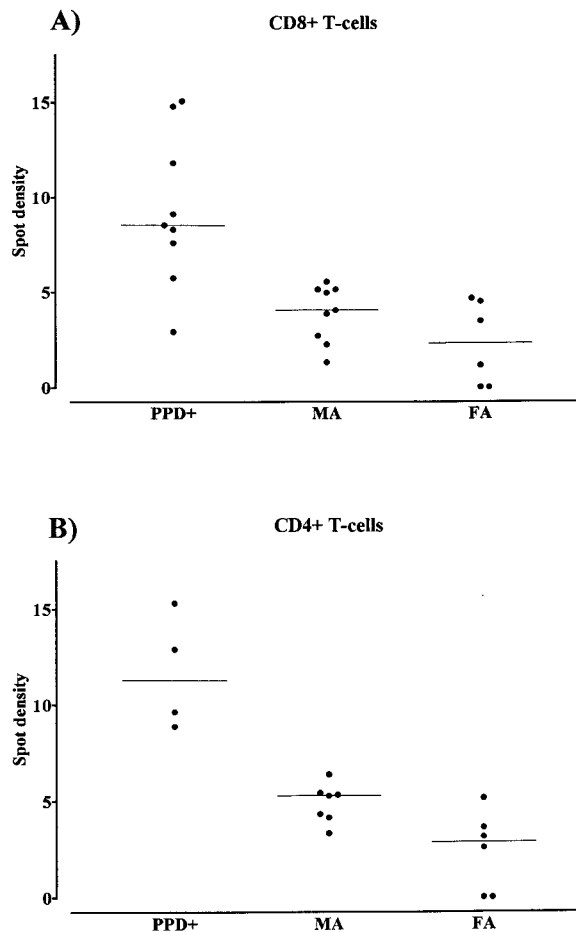 A)
CD8+ T-cells
Spot density
15
10
5
0
PPD+ MA FA
B)
CD4+ T-cells
Spot density
15
10
5
0
PPD+ MA FA